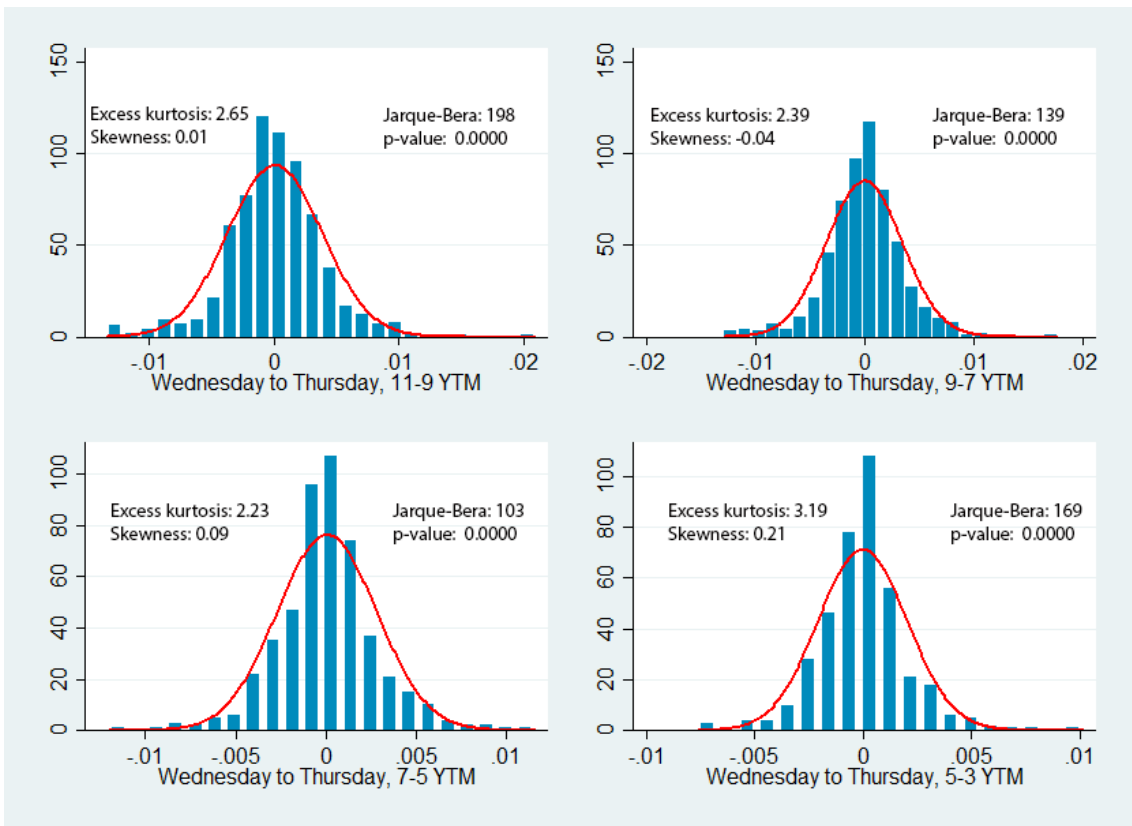 150
100
50
0
Excess kurtosis: 2.65
Skewness: 0.01
Jarque-Bera: 198
p-value: 0.0000
-.01 0 .01 .02
Wednesday to Thursday, 11-9 YTM
150
100
50
0
Excess kurtosis: 2.39
Skewness: -0.04
Jarque-Bera: 139
p-value: 0.0000
-.02 -.01 0 .01 .02
Wednesday to Thursday, 9-7 YTM
100
80
60
40
20
0
Excess kurtosis: 2.23
Skewness: 0.09
Jarque-Bera: 103
p-value: 0.0000
-.01 -.005 0 .005 .01
Wednesday to Thursday, 7-5 YTM
100
80
60
40
20
0
Excess kurtosis: 3.19
Skewness: 0.21
Jarque-Bera: 169
p-value: 0.0000
-.01 -.005 0 .005 .01
Wednesday to Thursday, 5-3 YTM